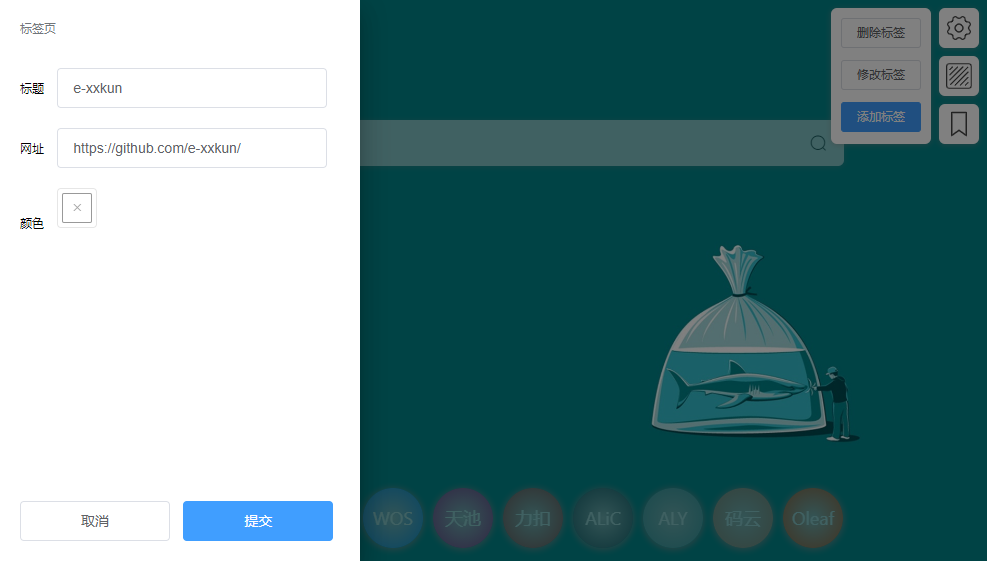 标签页
标题
e-xxkun
网址
https://github.com/e-xxkun/
颜色
取消
提交
删除标签
修改标签
添加标签
WOS
天池
力扣
ALiC
ALY
码云
Oleaf